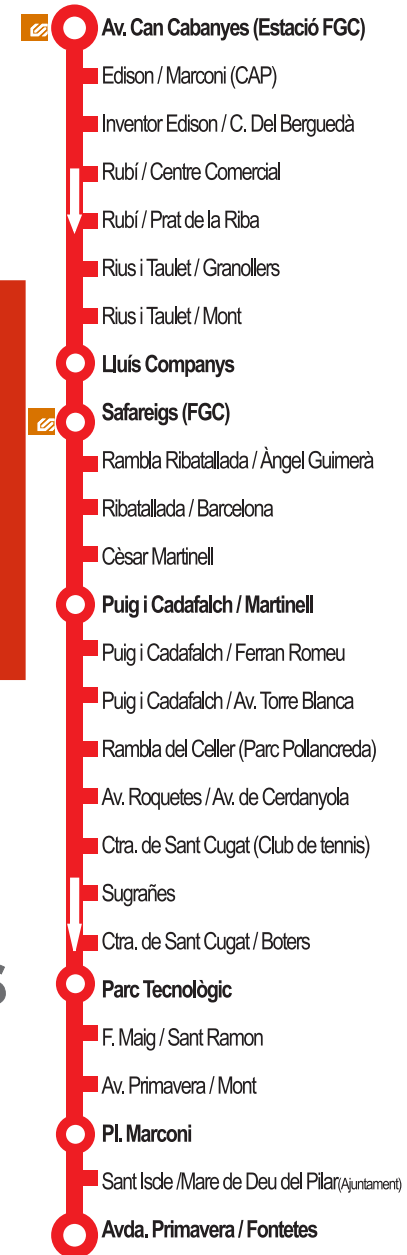 Av. Can Cabanyes (Estació FGC)
Edison / Marconi (CAP)
Inventor Edison / C. Del Berguedà
Rubí / Centre Comercial
Rubí / Prat de la Riba
Rius i Taulet / Granollers
Rius i Taulet / Mont
Lluís Companys
Safareigs (FGC)
Rambla Ribatallada / Àngel Guimerà
Ribatallada / Barcelona
Cèsar Martinell
Puig i Cadafalch / Martinell
Puig i Cadafalch / Ferran Romeu
Puig i Cadafalch / Av. Torre Blanca
Rambla del Celler (Parc Pollancreda)
Av. Roquetes / Av. de Cerdanyola
Ctra. de Sant Cugat (Club de tennis)
Sugrañes
Ctra. de Sant Cugat / Boters
Parc Tecnològic
F. Maig / Sant Ramon
Av. Primavera / Mont
Pl. Marconi
Sant Iscle /Mare de Deu del Pilar(Ajuntament)
Avda. Primavera / Fontetes